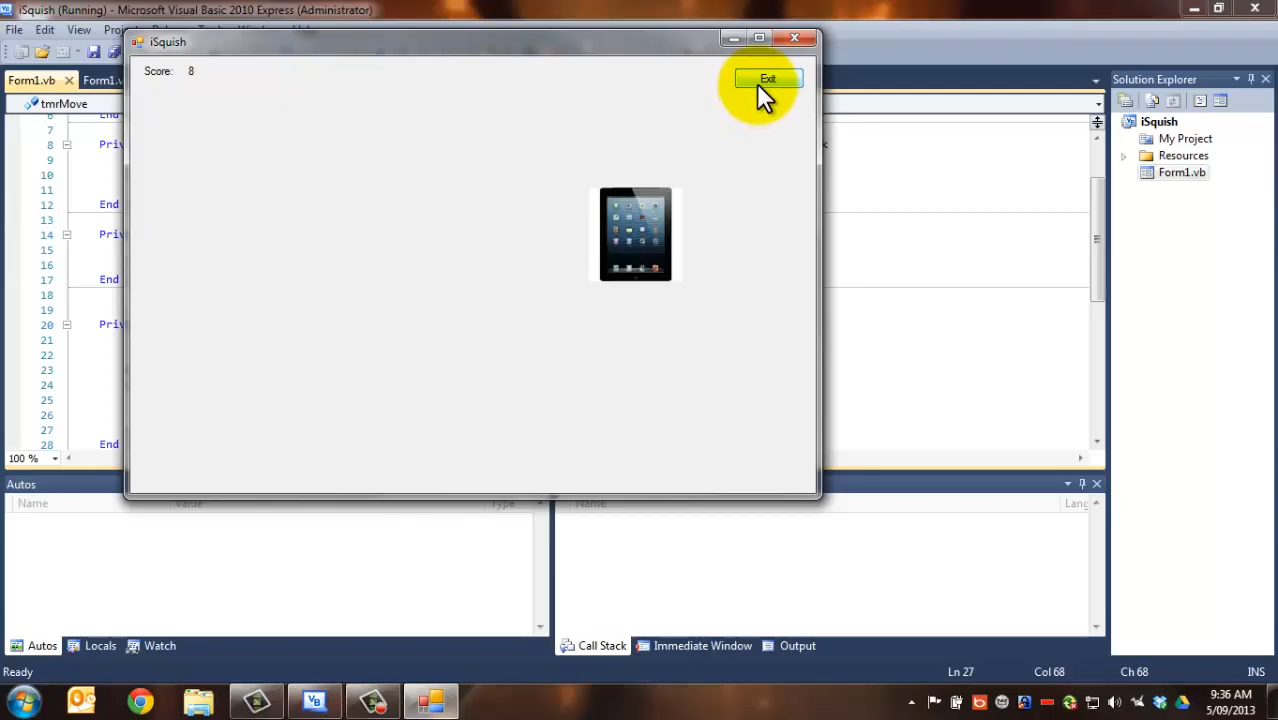 iSquish (Running) - Microsoft Visual Basic 2010 Express (Administrator)
File Edit View
iSquish
Score: 8
Exit
Form1.vb
tmrMove
Solution Explorer
iSquish
My Project
Resources
Form1.vb
8 Priv
9
10
11
12 End
13
14 Priv
15
16
17 End
18
19
20 Priv
21
22
23
24
25
26
27
28 End
100 %
Autos
Name Value Type
Name Lang
Autos Locals Watch
Call Stack Immediate Window Output
Ready Ln 27 Col 68 Ch 68 INS
9:36 AM
5/09/2013